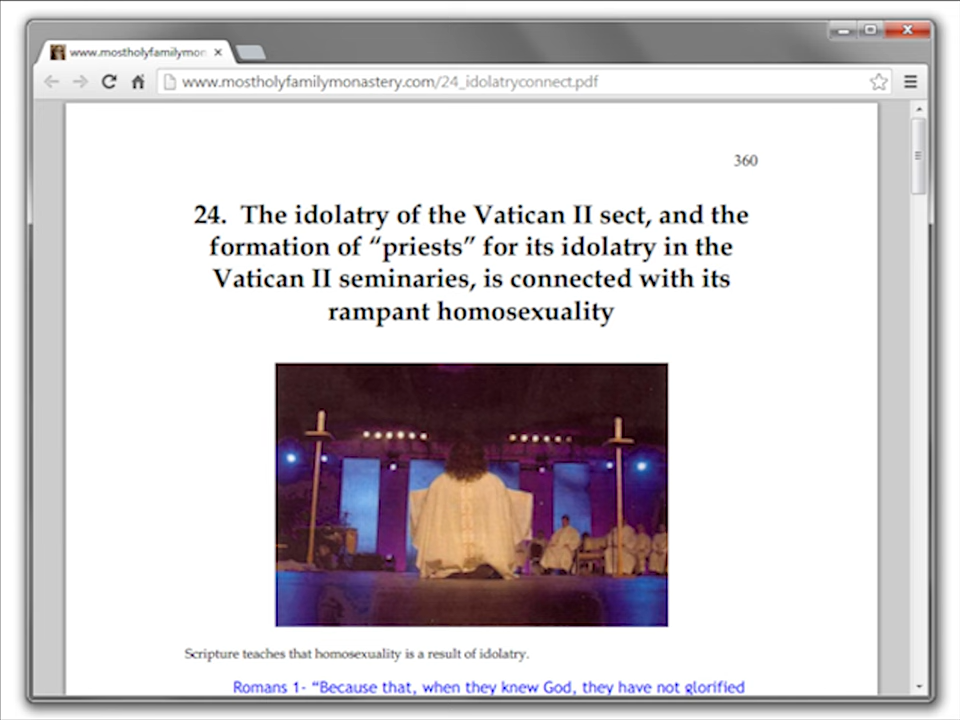 www.mostholyfamilymon
www.mostholyfamilymonastery.com/24_idolatryconnect.pdf
360
24. The idolatry of the Vatican II sect, and the
formation of “priests” for its idolatry in the
Vatican II seminaries, is connected with its
rampant homosexuality
Scripture teaches that homosexuality is a result of idolatry.
Romans 1- “Because that, when they knew God, they have not glorified